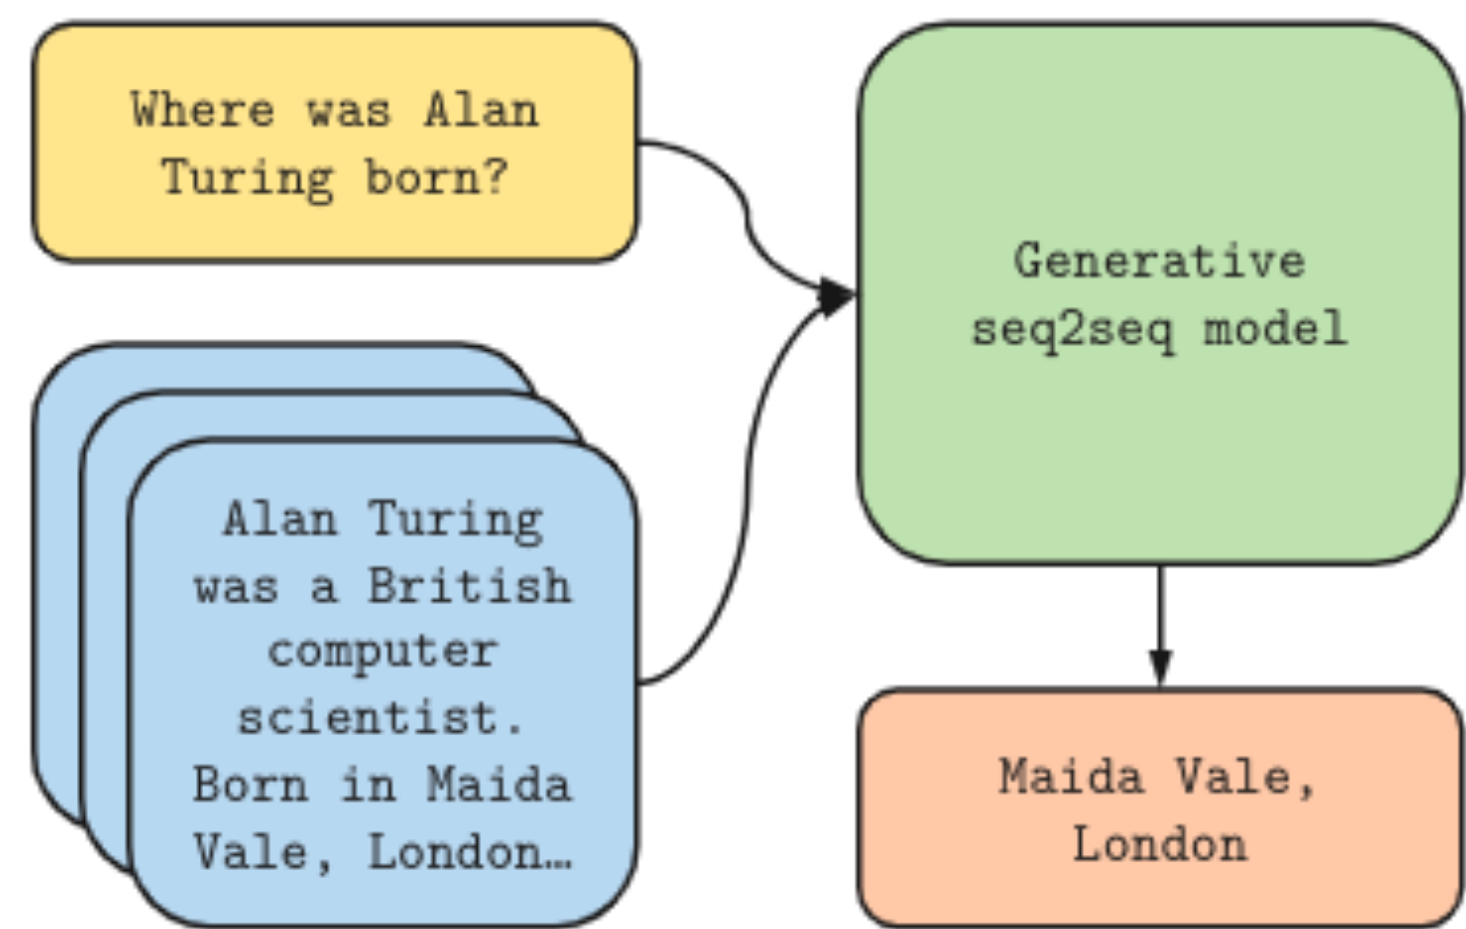 Where was Alan
Turing born?
Alan Turing
was a British
computer
scientist.
Born in Maida
Vale, London…
Generative
seq2seq model
Maida Vale,
London